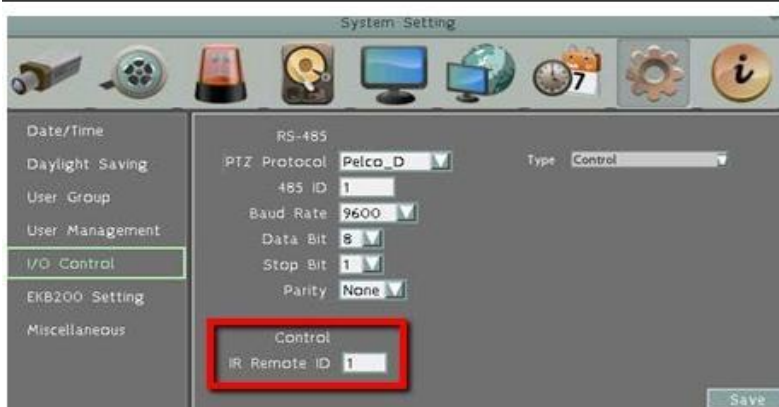 System Setting
7
i
Date/Time
Daylight Saving
User Group
User Management
I/O Control
EKB200 Setting
Miscellaneous
RS-485
PTZ Protocol Pelco_D
Type Control
485 ID 1
Baud Rate 9600
Data Bit 8
Stop Bit 1
Parity None
Control
IR Remote ID 1
Save